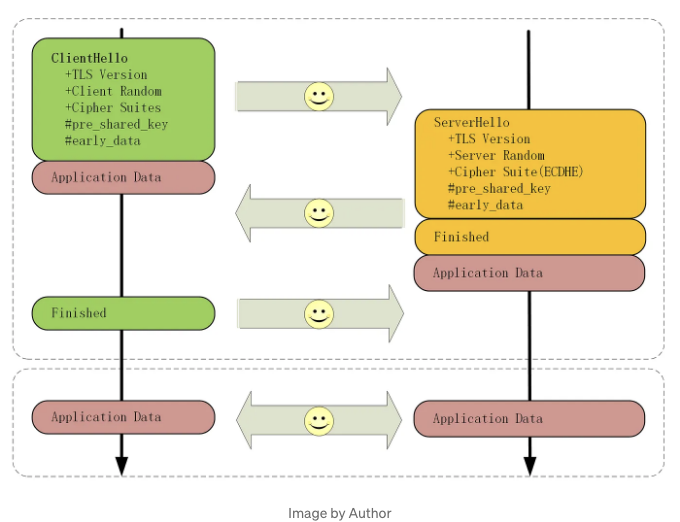 ClientHello
+TLS Version
+Client Random
+Cipher Suites
#pre_shared_key
#early_data
Application Data
ServerHello
+TLS Version
+Server Random
+Cipher Suite(ECDHE)
#pre_shared_key
#early_data
Finished
Application Data
Finished
Application Data
Application Data
Image by Author